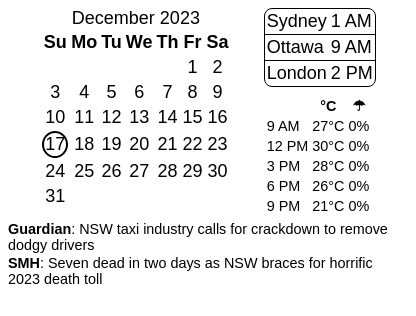 December 2023
Su Mo Tu We Th Fr Sa
1 2
3 4 5 6 7 8 9
10 11 12 13 14 15 16
17 18 19 20 21 22 23
24 25 26 27 28 29 30
31
Sydney 1 AM
Ottawa 9 AM
London 2 PM
°C ☂
9 AM 27°C 0%
12 PM 30°C 0%
3 PM 28°C 0%
6 PM 26°C 0%
9 PM 21°C 0%
Guardian: NSW taxi industry calls for crackdown to remove
dodgy drivers
SMH: Seven dead in two days as NSW braces for horrific
2023 death toll